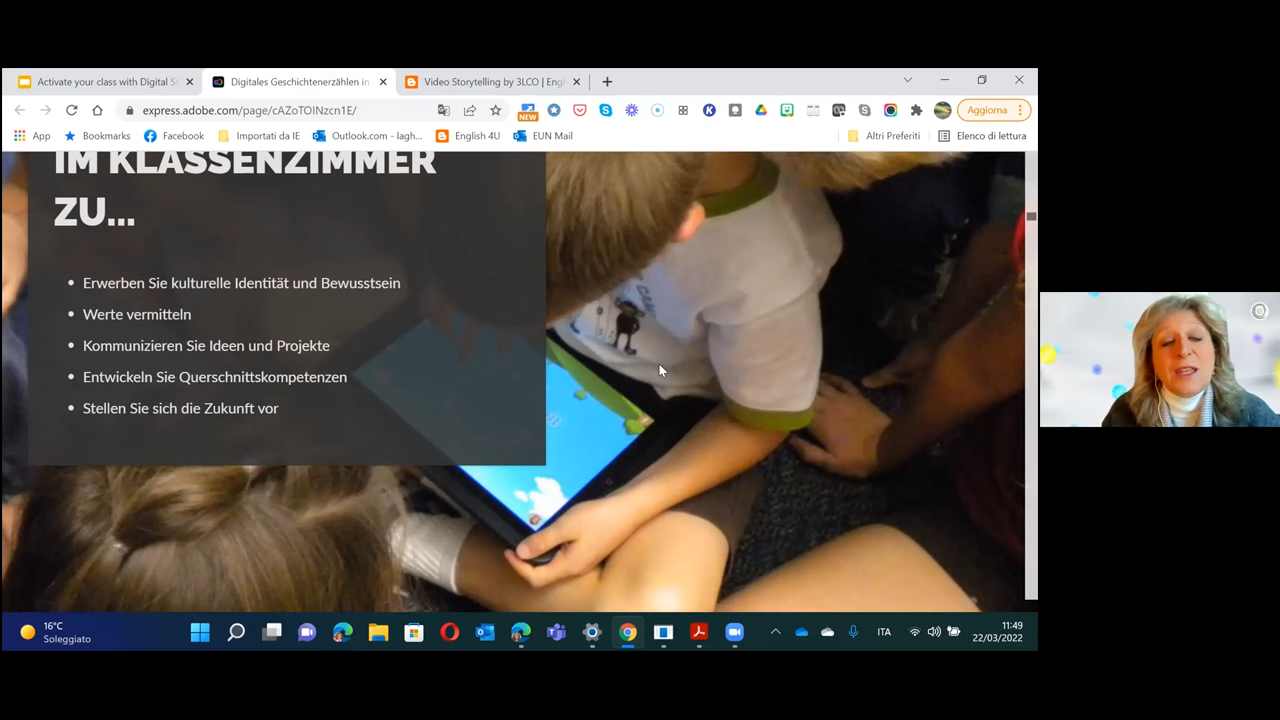 Activate your class with Digital St
Digitales Geschichtenerzählen in
Video Storytelling by 3LCO | Engl
express.adobe.com/page/cAZoTOINzcn1E/
NEW
Aggiorna
App
Bookmarks
Facebook
Importati da IE
Outlook.com - lagh...
English 4U
EUN Mail
Altri Preferiti
Elenco di lettura
IM KLASSENZIMMER
ZU...
Erwerben Sie kulturelle Identität und Bewusstsein
Werte vermitteln
Kommunizieren Sie Ideen und Projekte
Entwickeln Sie Querschnittskompetenzen
Stellen Sie sich die Zukunft vor
16°C
Soleggiato
ITA
11:49
22/03/2022